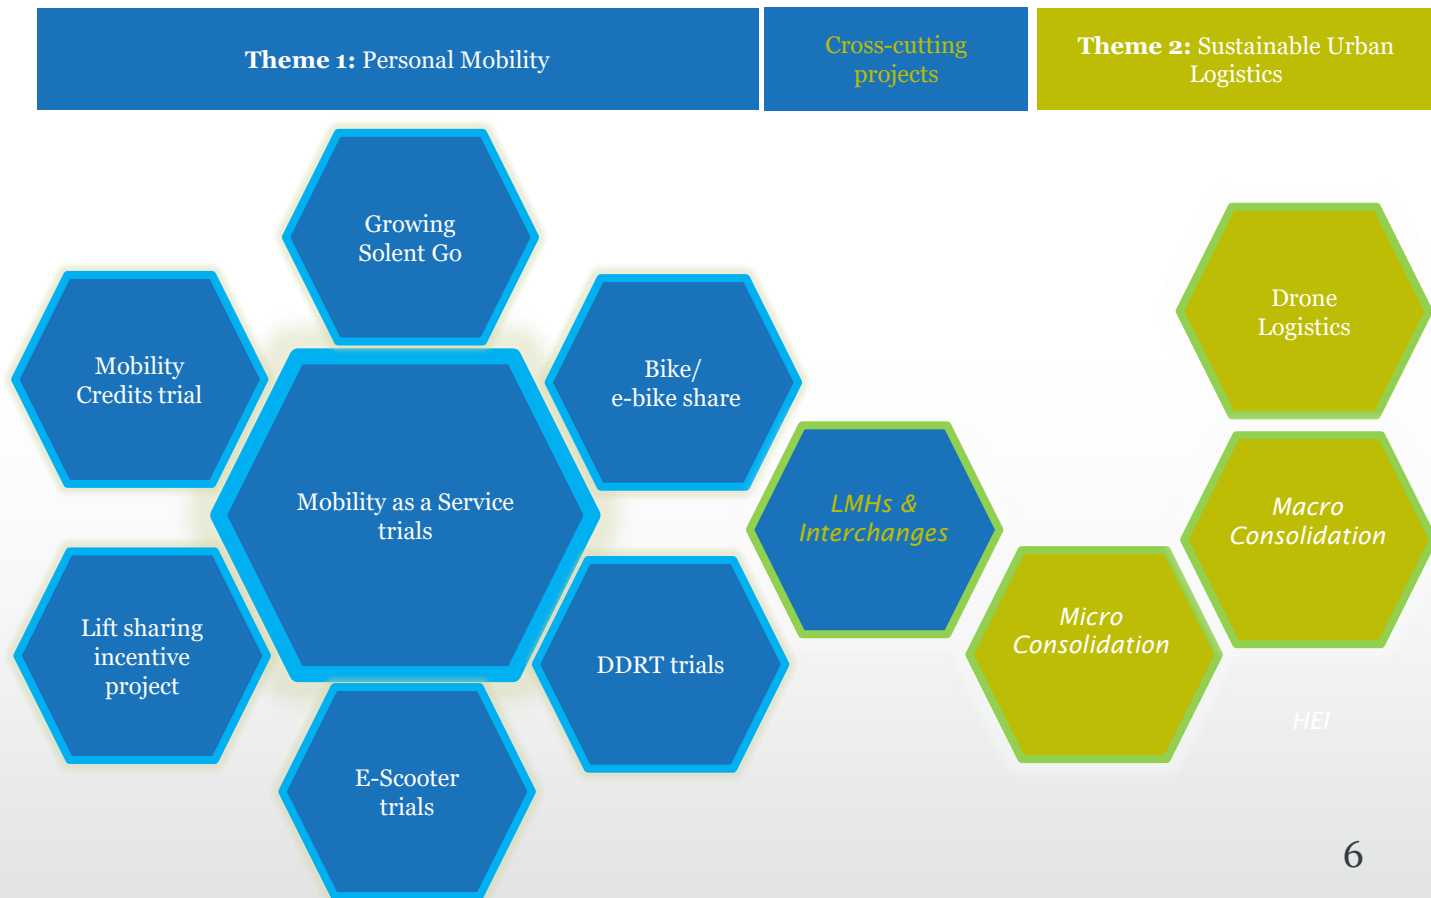 Theme 1: Personal Mobility
Cross-cutting
projects
Theme 2: Sustainable Urban
Logistics
Growing
Solent Go
Mobility
Credits trial
Bike/
e-bike share
Mobility as a Service
trials
Lift sharing
incentive
project
DDRT trials
E-Scooter
trials
LMHs &
Interchanges
Drone
Logistics
Macro
Consolidation
Micro
Consolidation
HEI
6